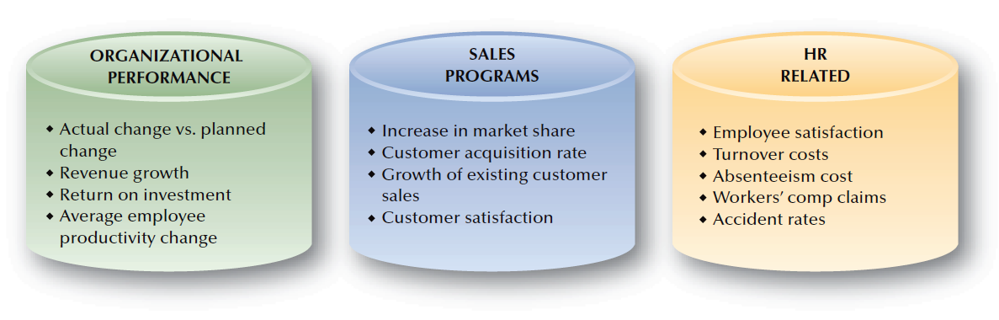 ORGANIZATIONAL
PERFORMANCE
◆ Actual change vs. planned
change
◆ Revenue growth
◆ Return on investment
◆ Average employee
productivity change
SALES
PROGRAMS
◆ Increase in market share
◆ Customer acquisition rate
◆ Growth of existing customer
sales
◆ Customer satisfaction
HR
RELATED
◆ Employee satisfaction
◆ Turnover costs
◆ Absenteeism cost
◆ Workers’ comp claims
◆ Accident rates